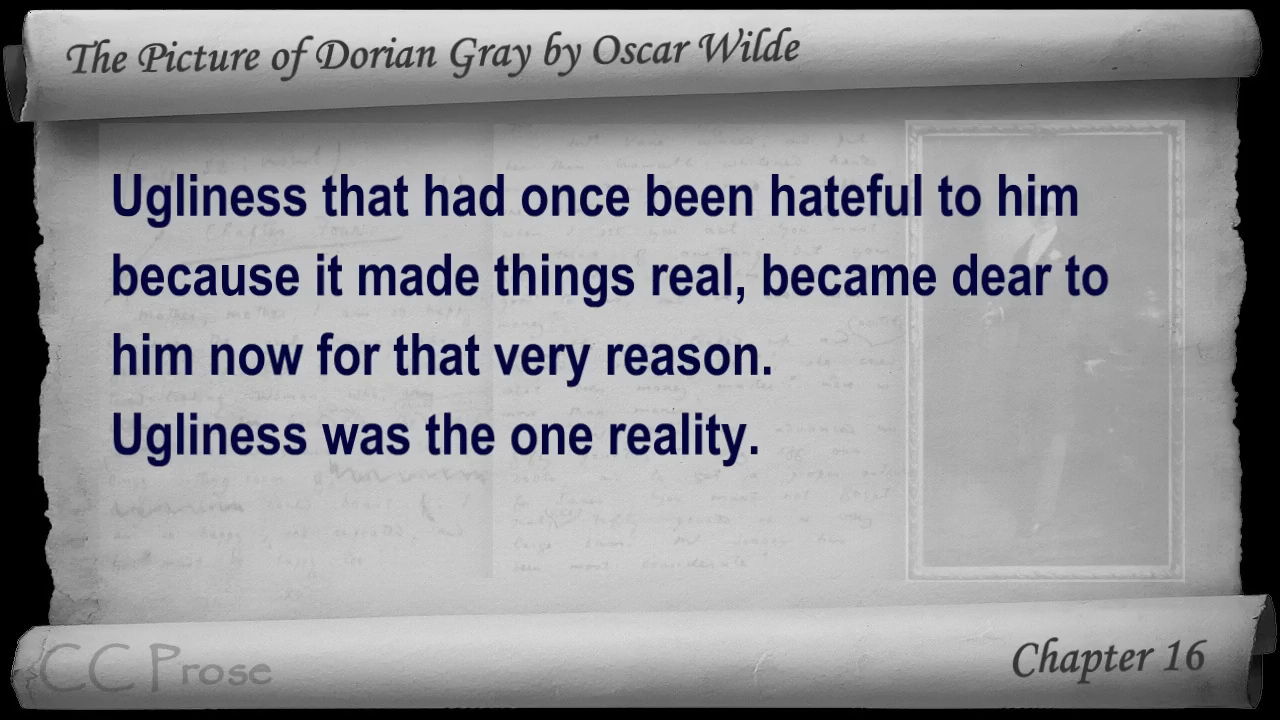 The Picture of Dorian Gray by Oscar Wilde
Ugliness that had once been hateful to him
because it made things real, became dear to
him now for that very reason.
Ugliness was the one reality.
CC Prose
Chapter 16